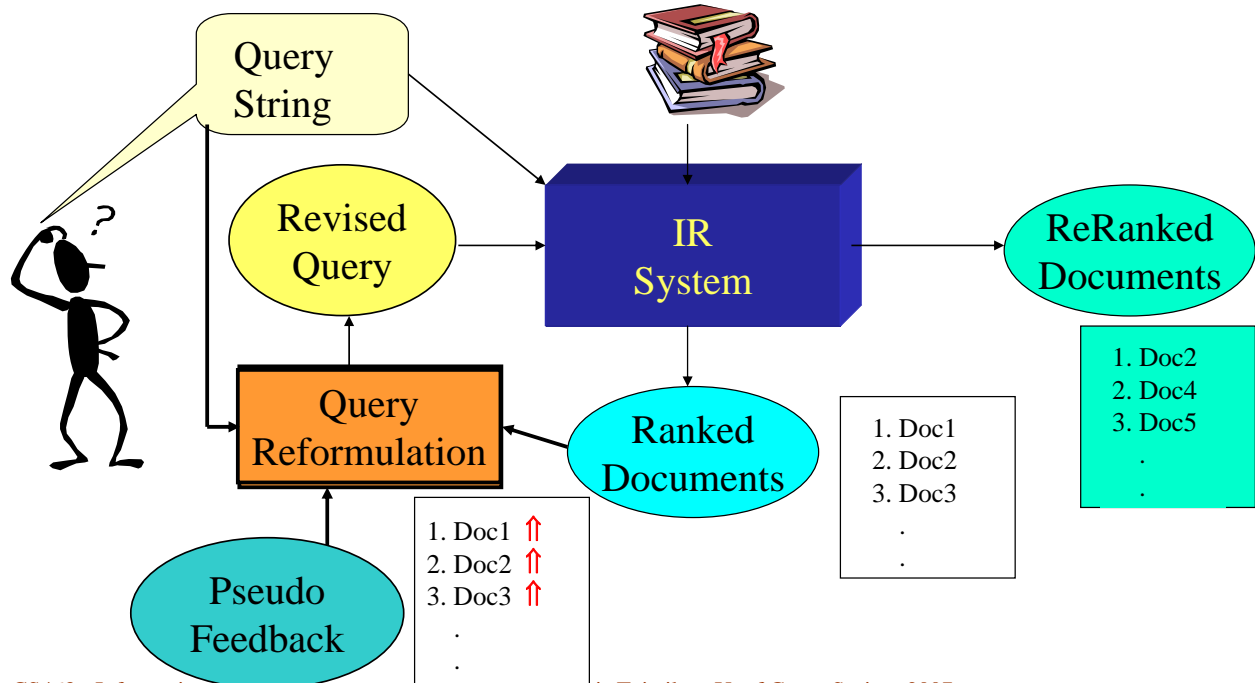 Query
String
?
Revised
Query
IR
System
ReRanked
Documents
1. Doc2
2. Doc4
3. Doc5
.
.
Query
Reformulation
Ranked
Documents
1. Doc1
2. Doc2
3. Doc3
.
.
1. Doc1 ⇑
2. Doc2 ⇑
3. Doc3 ⇑
.
.
Pseudo
Feedback